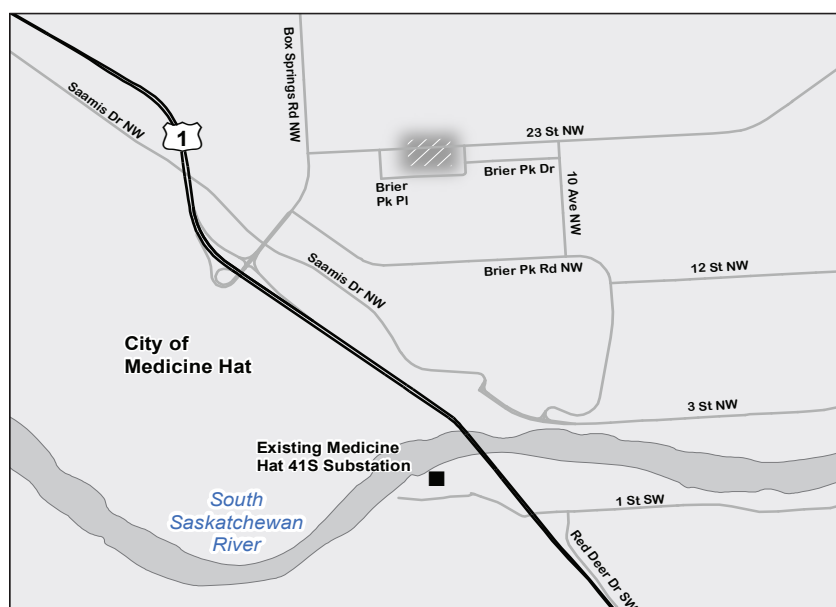 Box Springs Rd NW
Saamis Dr NW
1
23 St NW
Brier Pk Dr
Brier
Pk Pl
10 Ave NW
Saamis Dr NW
Brier Pk Rd NW
12 St NW
City of
Medicine Hat
3 St NW
Existing Medicine
Hat 41S Substation
South
Saskatchewan
River
1 St SW
Red Deer Dr SW